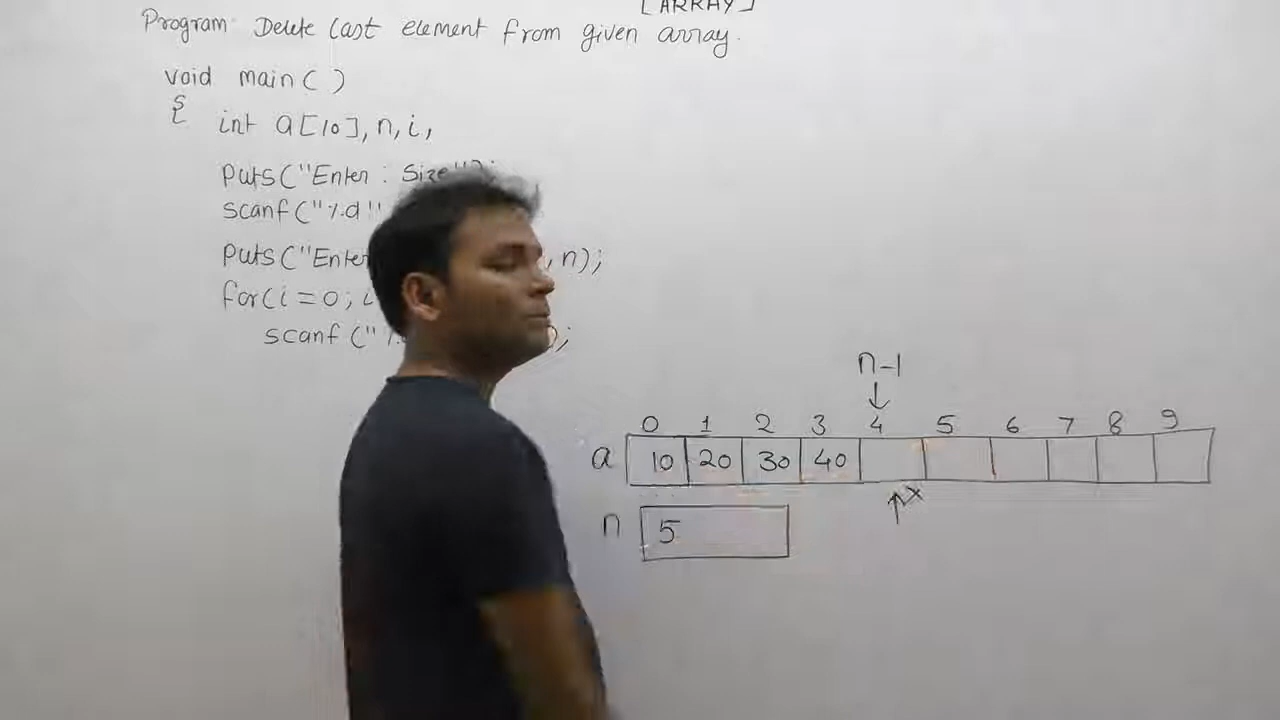 [ARRAY]
Program: Delete last element from given array.
void main( )
{
int a[10], n, i,
Puts("Enter : Size");
scanf("%d"
Puts("Enter , n);
for(i = 0; i
scanf("%. );
n-1
↓
0 1 2 3 4 5 6 7 8 9
a 10 20 30 40
n 5